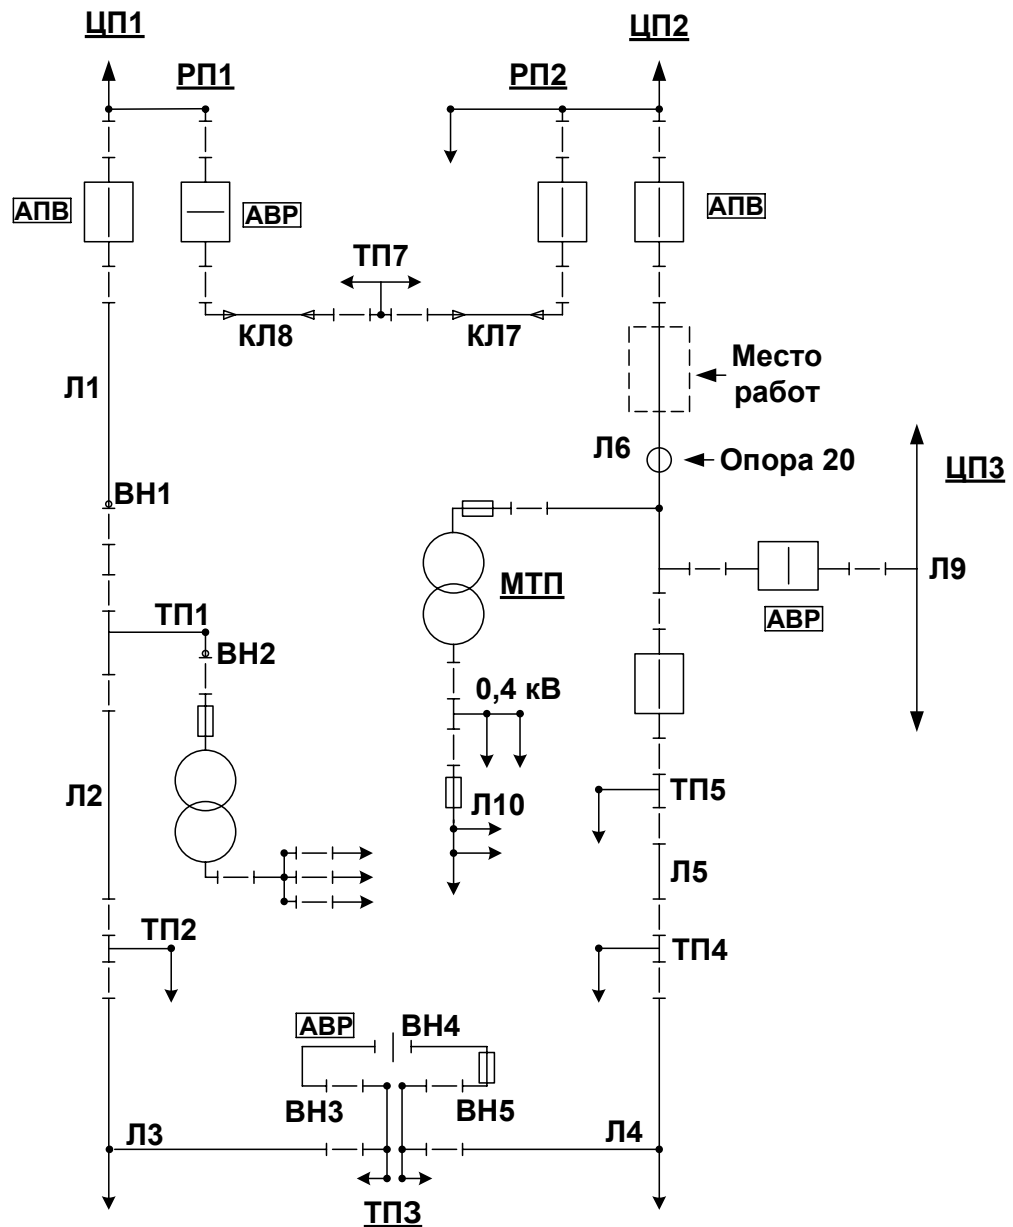 ЦП1
ЦП2
РП1
РП2
АПВ
АВР
АПВ
ТП7
КЛ8
КЛ7
Место
работ
Л1
Л6
Опора 20
ЦП3
ВН1
МТП
Л9
ТП1
АВР
ВН2
0,4 кВ
Л2
Л10
ТП5
Л5
ТП2
ТП4
АВР
ВН4
ВН3
ВН5
Л3
Л4
ТП3